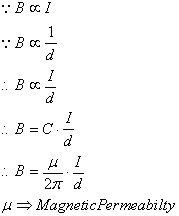 ∵ B ∝ I
∵ B ∝ 1/d
∴ B ∝ I/d
∴ B = C · I/d
∴ B = μ/2π · I/d
μ ⇒ MagneticPermeabilty